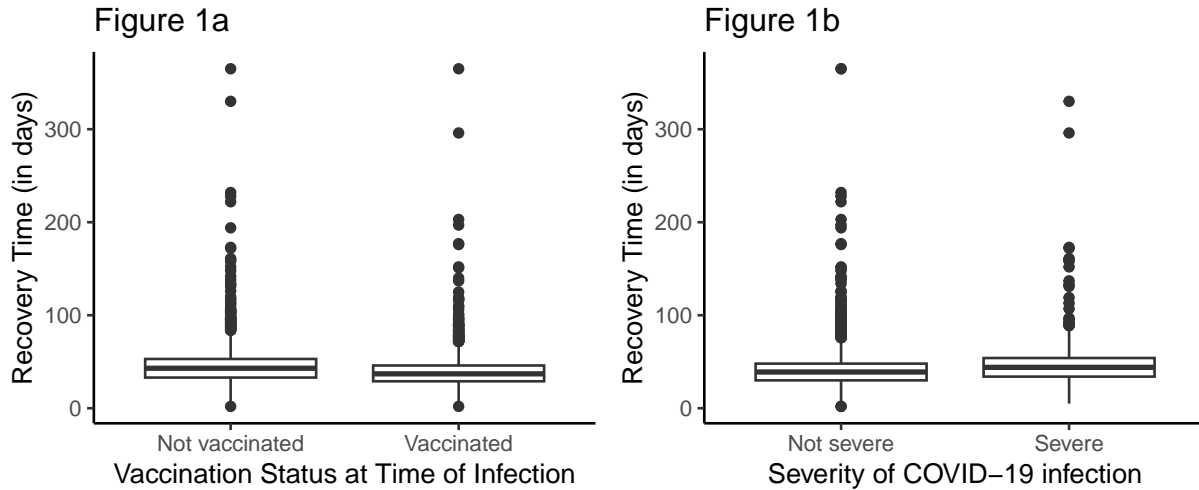 Figure 1a
Recovery Time (in days)
300
200
100
0
Not vaccinated
Vaccinated
Vaccination Status at Time of Infection
Figure 1b
Recovery Time (in days)
300
200
100
0
Not severe
Severe
Severity of COVID−19 infection